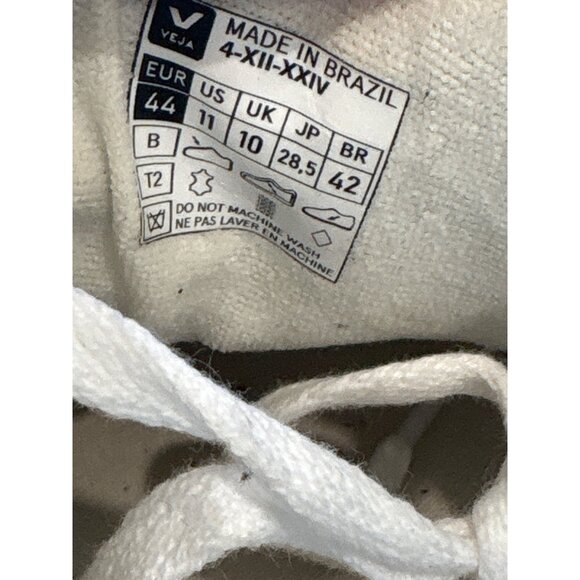 V
VEJA
MADE IN BRAZIL
4-XII-XXIV
EUR US UK JP BR
44 11 10 28,5 42
B
T2
DO NOT MACHINE WASH
NE PAS LAVER EN MACHINE